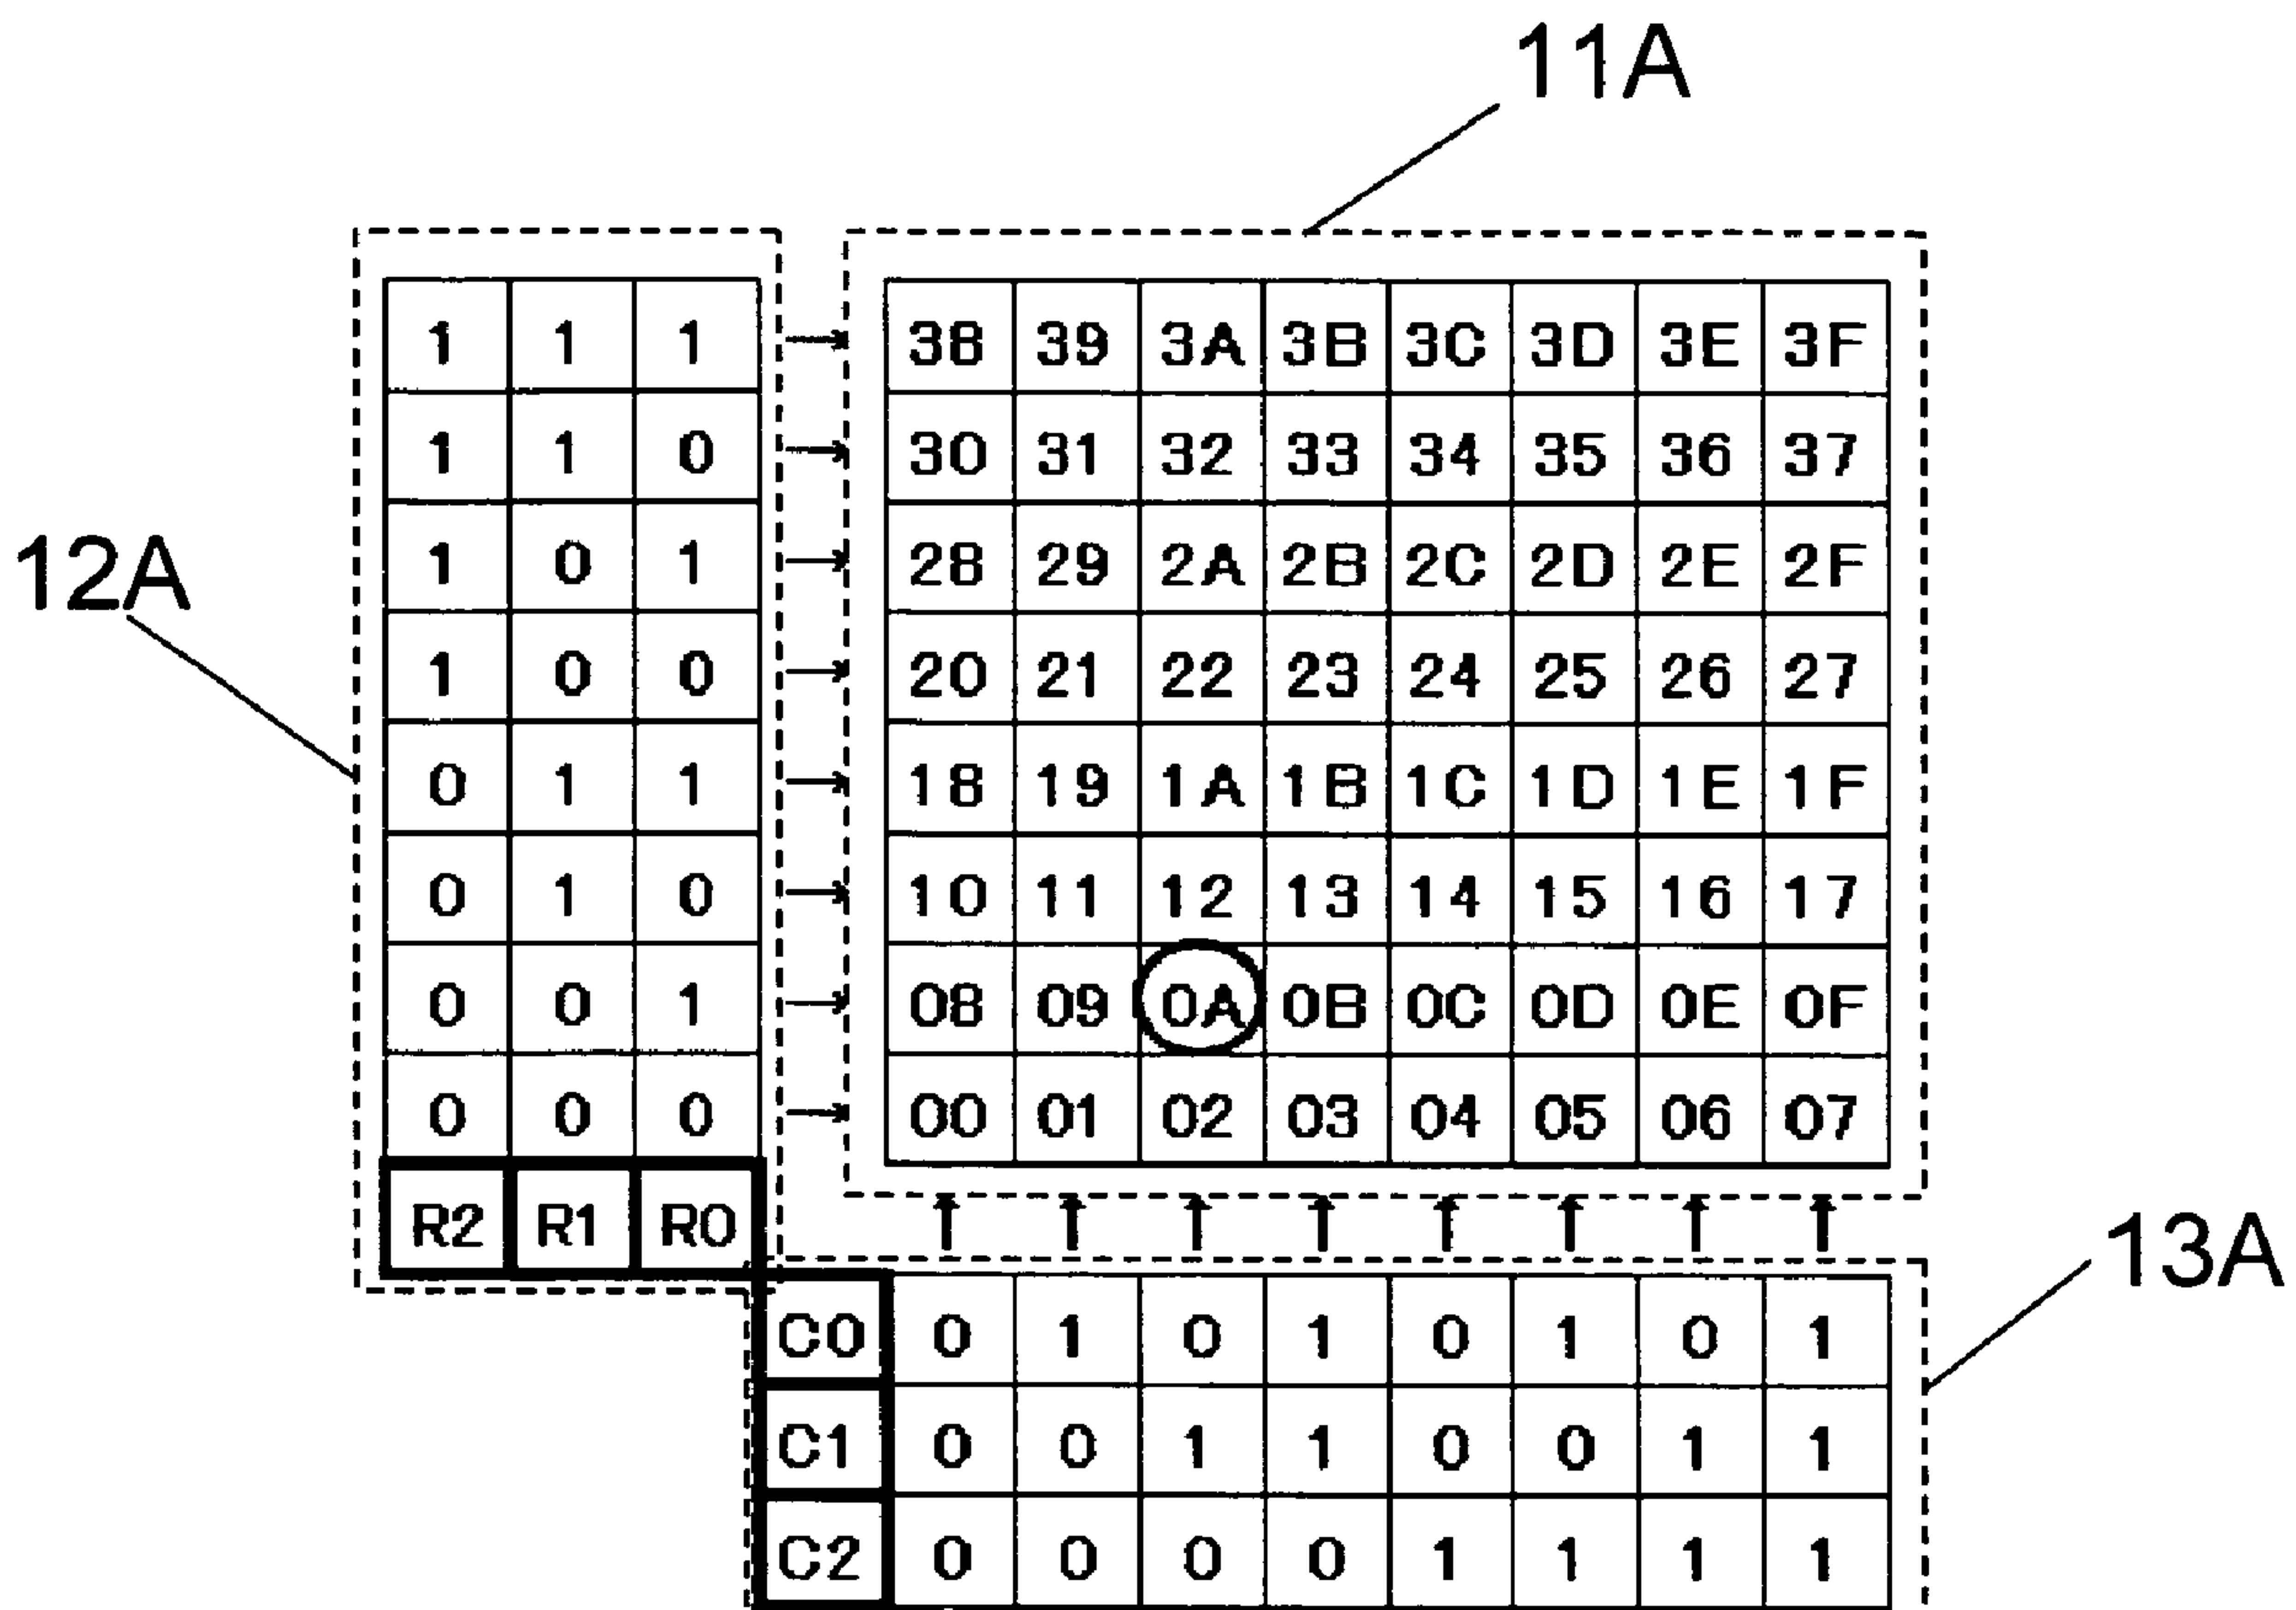 11A
1 1 1 38 39 3A 3B 3C 3D 3E 3F
1 1 0 30 31 32 33 34 35 36 37
12A
1 0 1 28 29 2A 2B 2C 2D 2E 2F
1 0 0 20 21 22 23 24 25 26 27
0 1 1 18 19 1A 1B 1C 1D 1E 1F
0 1 0 10 11 12 13 14 15 16 17
0 0 1 08 09 0A 0B 0C 0D 0E 0F
0 0 0 00 01 02 03 04 05 06 07
R2 R1 R0
13A
C0 0 1 0 1 0 1 0 1
C1 0 0 1 1 0 0 1 1
C2 0 0 0 0 1 1 1 1